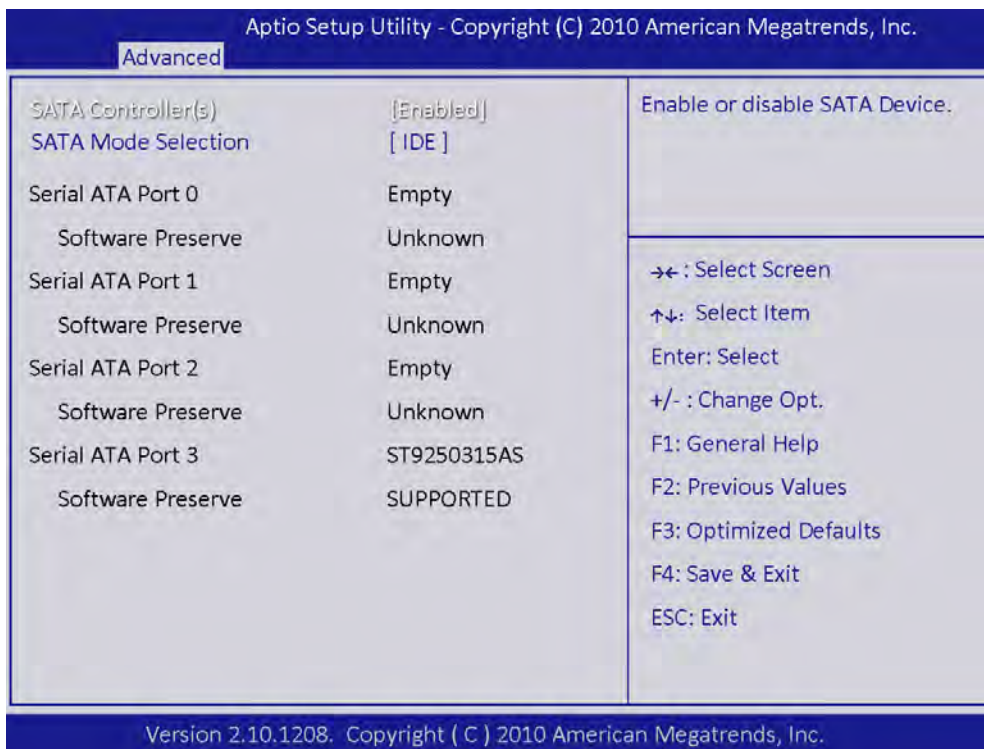 Aptio Setup Utility - Copyright (C) 2010 American Megatrends, Inc.
Advanced
SATA Controller(s) [Enabled]
SATA Mode Selection [ IDE ]
Serial ATA Port 0 Empty
Software Preserve Unknown
Serial ATA Port 1 Empty
Software Preserve Unknown
Serial ATA Port 2 Empty
Software Preserve Unknown
Serial ATA Port 3 ST9250315AS
Software Preserve SUPPORTED
Enable or disable SATA Device.
→←: Select Screen
↑↓: Select Item
Enter: Select
+/- : Change Opt.
F1: General Help
F2: Previous Values
F3: Optimized Defaults
F4: Save & Exit
ESC: Exit
Version 2.10.1208. Copyright ( C ) 2010 American Megatrends, Inc.